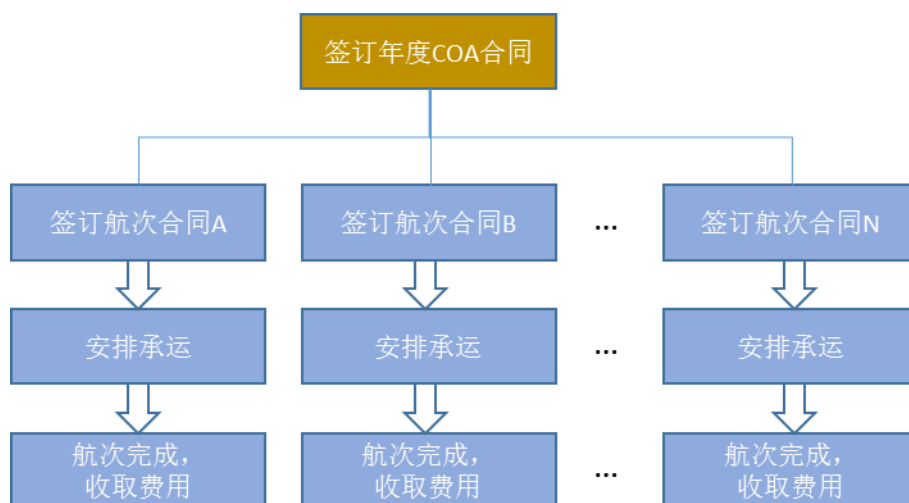 签订年度COA合同
签订航次合同A
签订航次合同B
...
签订航次合同N
安排承运
安排承运
...
安排承运
航次完成，
收取费用
航次完成，
收取费用
...
航次完成，
收取费用